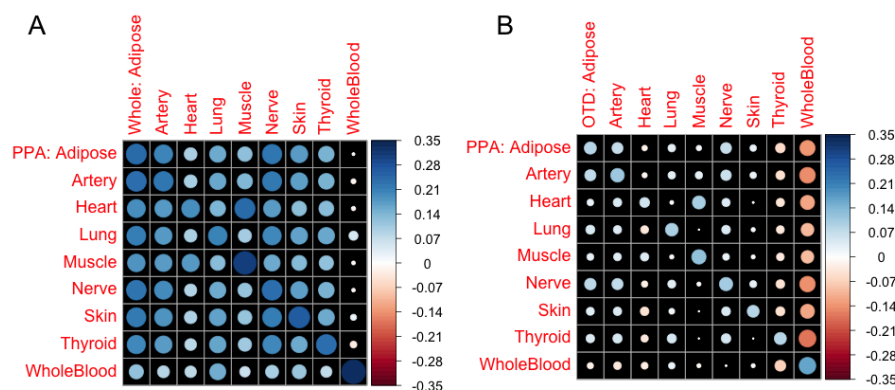 A
Whole: Adipose
Artery
Heart
Lung
Muscle
Nerve
Skin
Thyroid
WholeBlood
PPA: Adipose
Artery
Heart
Lung
Muscle
Nerve
Skin
Thyroid
WholeBlood
0.35
0.28
0.21
0.14
0.07
0
-0.07
-0.14
-0.21
-0.28
-0.35
B
OTD: Adipose
Artery
Heart
Lung
Muscle
Nerve
Skin
Thyroid
WholeBlood
PPA: Adipose
Artery
Heart
Lung
Muscle
Nerve
Skin
Thyroid
WholeBlood
0.35
0.28
0.21
0.14
0.07
0
-0.07
-0.14
-0.21
-0.28
-0.35